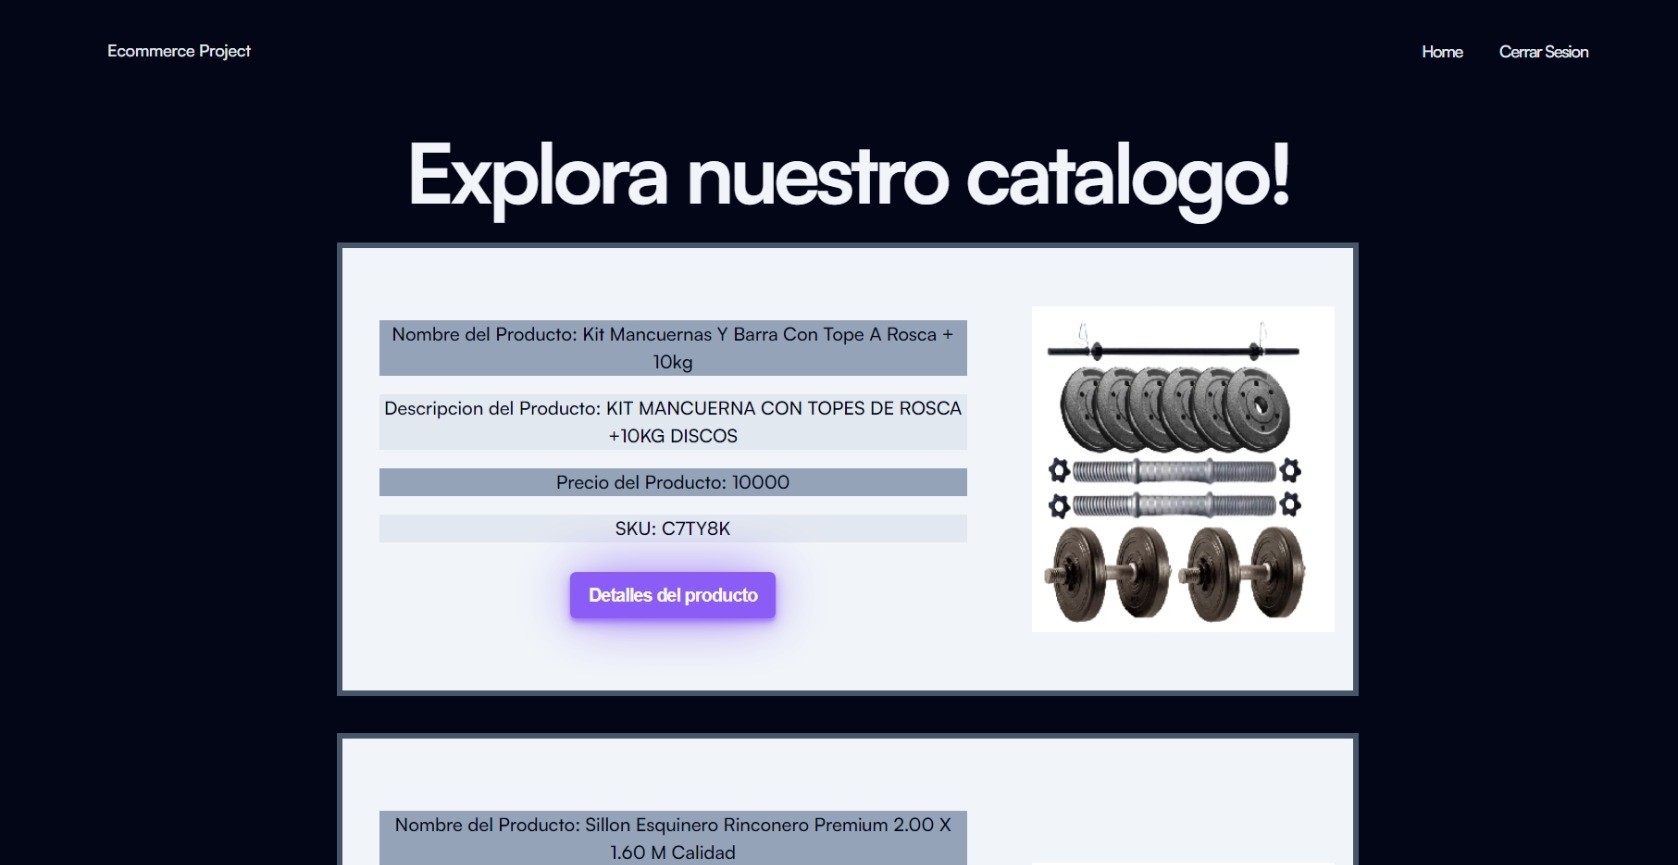 Ecommerce Project
Home
Cerrar Sesion
Explora nuestro catalogo!
Nombre del Producto: Kit Mancuernas Y Barra Con Tope A Rosca +
10kg
Descripcion del Producto: KIT MANCUERNA CON TOPES DE ROSCA
+10KG DISCOS
Precio del Producto: 10000
SKU: C7TY8K
Detalles del producto
Nombre del Producto: Sillon Esquinero Rinconero Premium 2.00 X
1.60 M Calidad